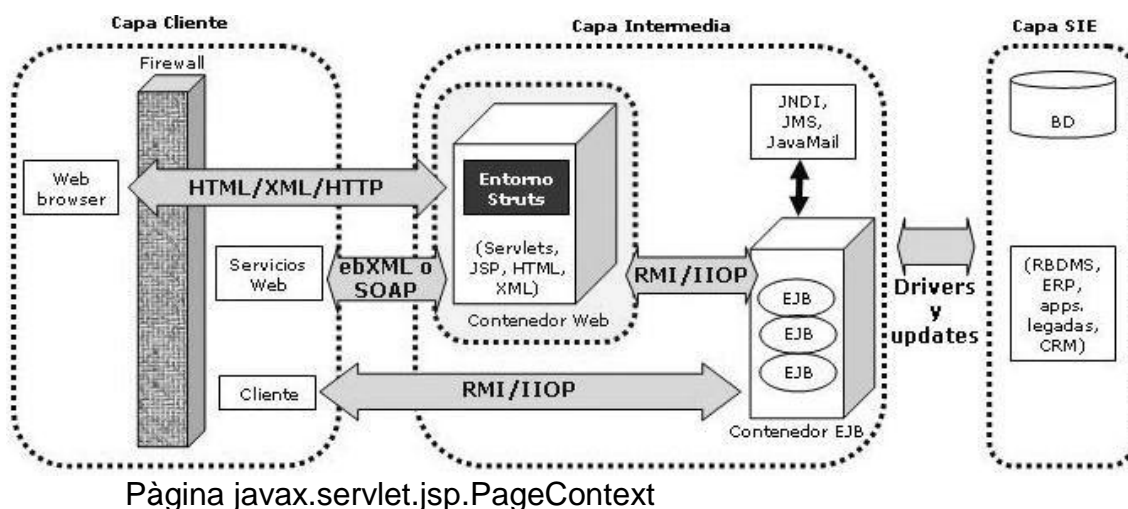 Capa Cliente
Capa Intermedia
Capa SIE
Firewall
Web
browser
HTML/XML/HTTP
Servicios
Web
ebXML o
SOAP
Cliente
RMI/IIOP
Entorno
Struts
(Servlets,
JSP, HTML,
XML)
Contenedor Web
RMI/IIOP
JNDI,
JMS,
JavaMail
EJB
EJB
EJB
Contenedor EJB
Drivers
y
updates
BD
(RBDMS,
ERP,
apps.
legadas,
CRM)
Pàgina javax.servlet.jsp.PageContext